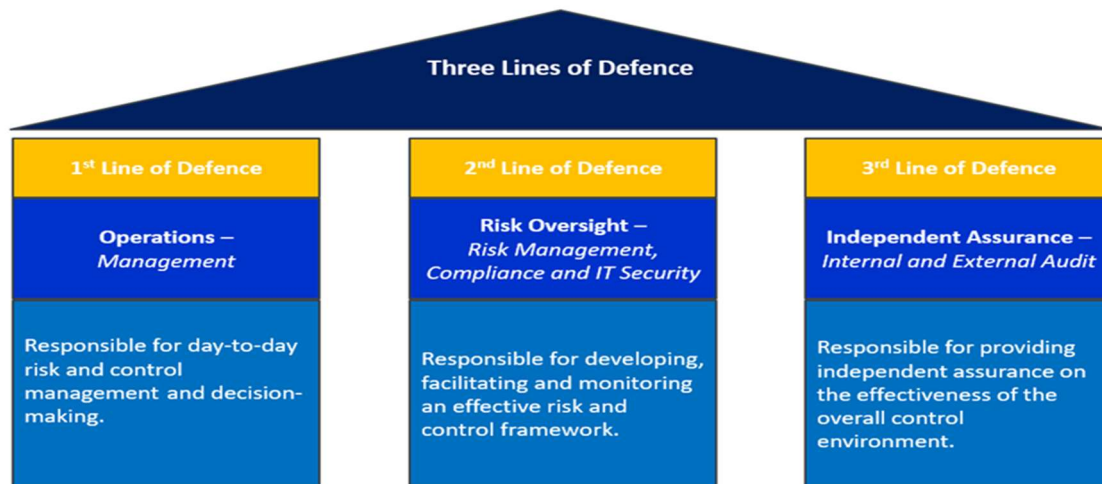 Three Lines of Defence
1st Line of Defence
Operations –
Management
Responsible for day-to-day
risk and control
management and decision-
making.
2nd Line of Defence
Risk Oversight –
Risk Management,
Compliance and IT Security
Responsible for developing,
facilitating and monitoring
an effective risk and
control framework.
3rd Line of Defence
Independent Assurance –
Internal and External Audit
Responsible for providing
independent assurance on
the effectiveness of the
overall control
environment.